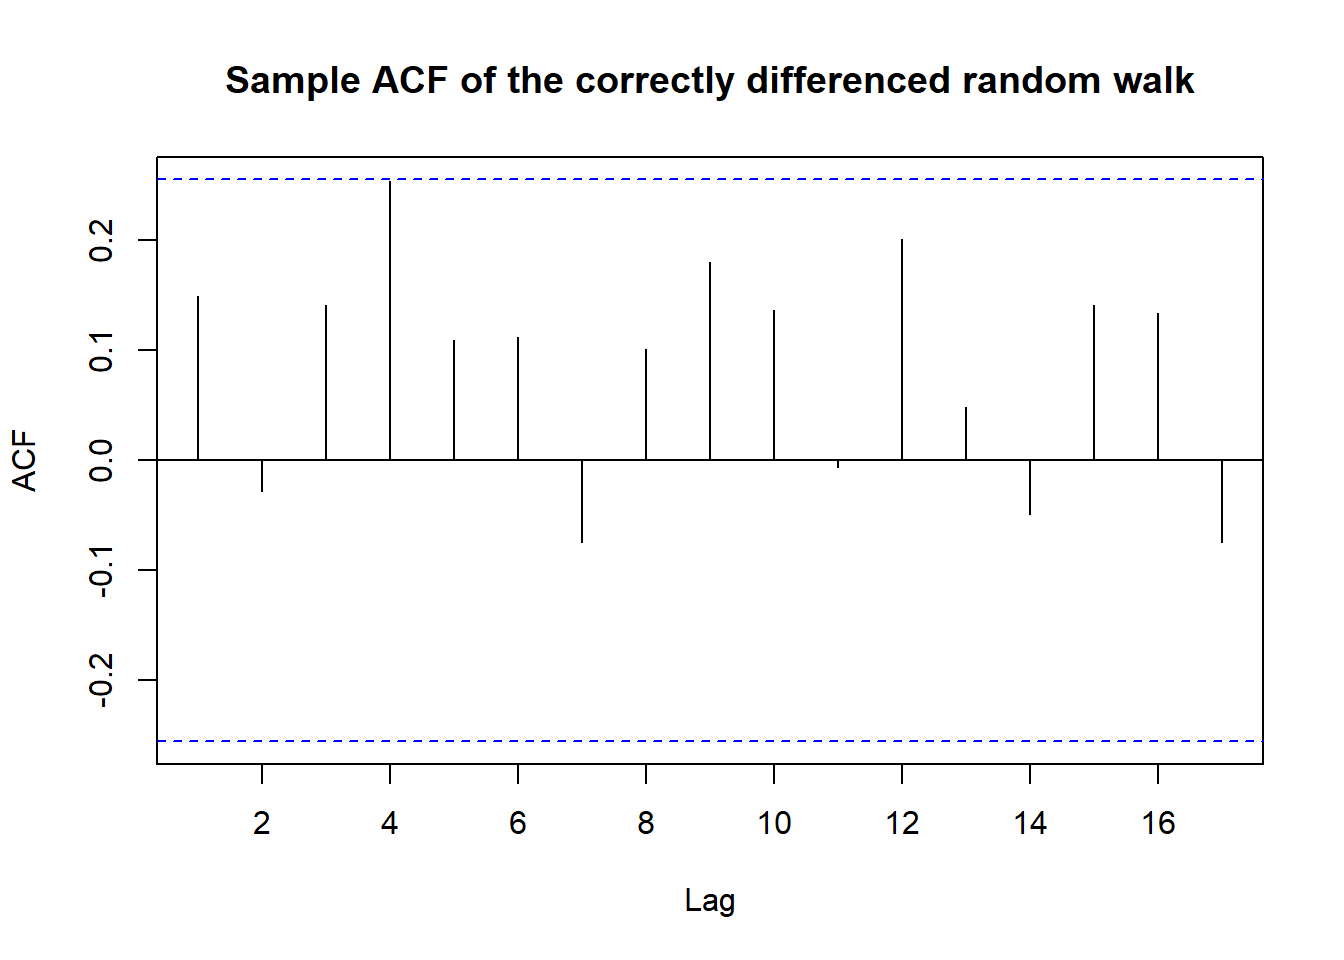 Sample ACF of the correctly differenced random walk
ACF
0.2
0.1
0.0
-0.1
-0.2
2 4 6 8 10 12 14 16
Lag